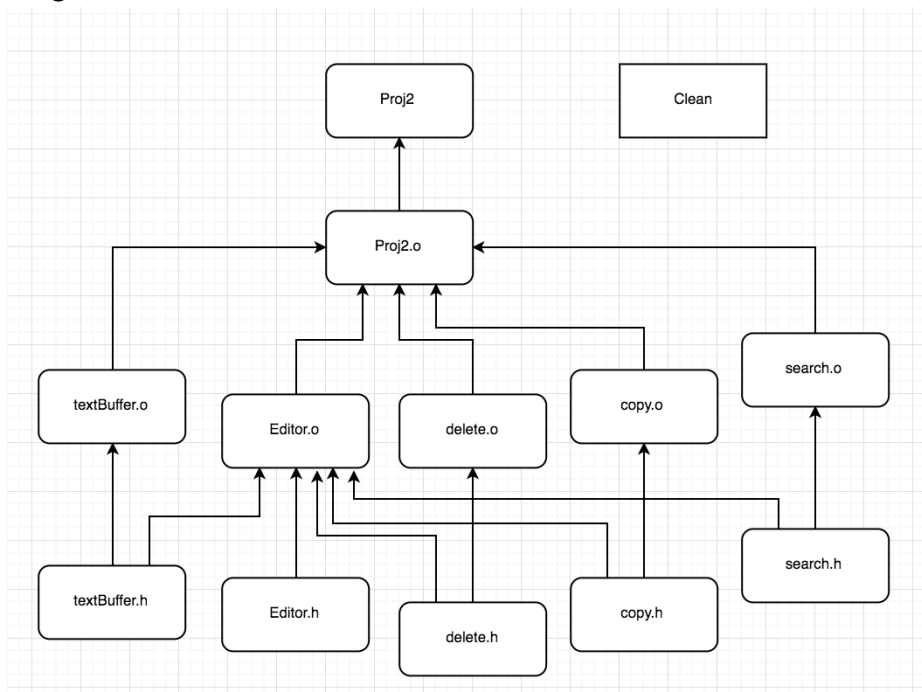 Proj2
Clean
Proj2.o
search.o
textBuffer.o
Editor.o
delete.o
copy.o
search.h
textBuffer.h
Editor.h
copy.h
delete.h